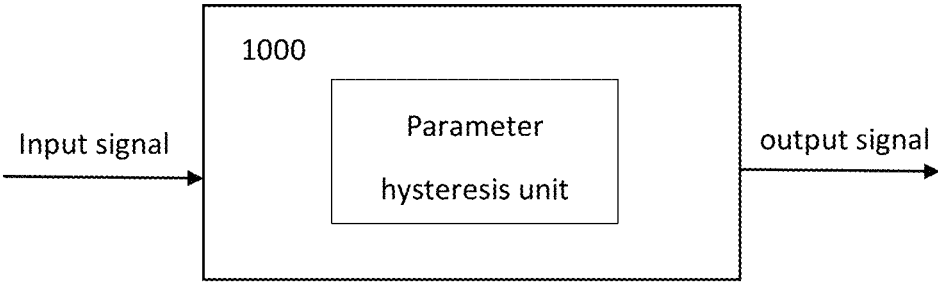 1000
Input signal
Parameter
hysteresis unit
output signal